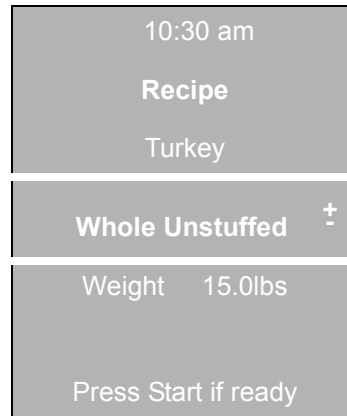 10:30 am
Recipe
Turkey
Whole Unstuffed +
-
Weight 15.0lbs
Press Start if ready